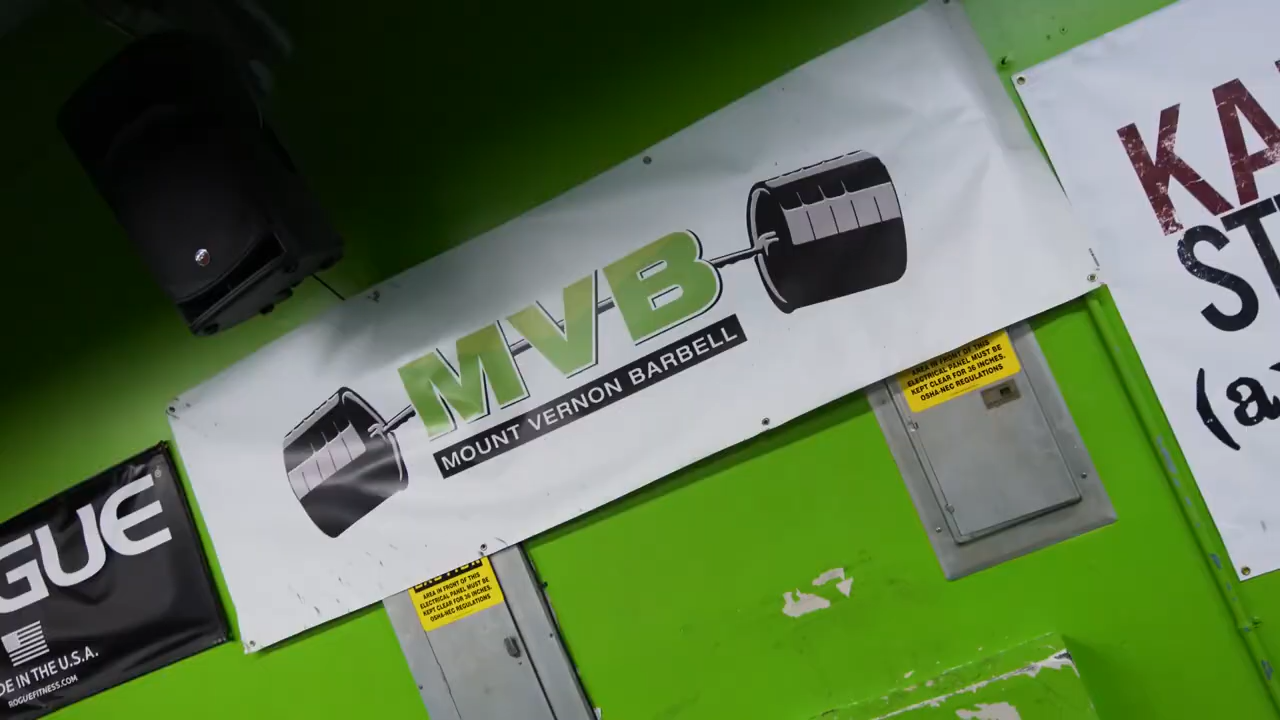 MVB
MOUNT VERNON BARBELL
GUE®
DE IN THE U.S.A.
ROGUEFITNESS.COM
AREA IN FRONT OF THIS
ELECTRICAL PANEL MUST BE
KEPT CLEAR FOR 36 INCHES.
OSHA-NEC REGULATIONS
AREA IN FRONT OF THIS
ELECTRICAL PANEL MUST BE
KEPT CLEAR FOR 36 INCHES.
OSHA-NEC REGULATIONS
KA
ST
(a